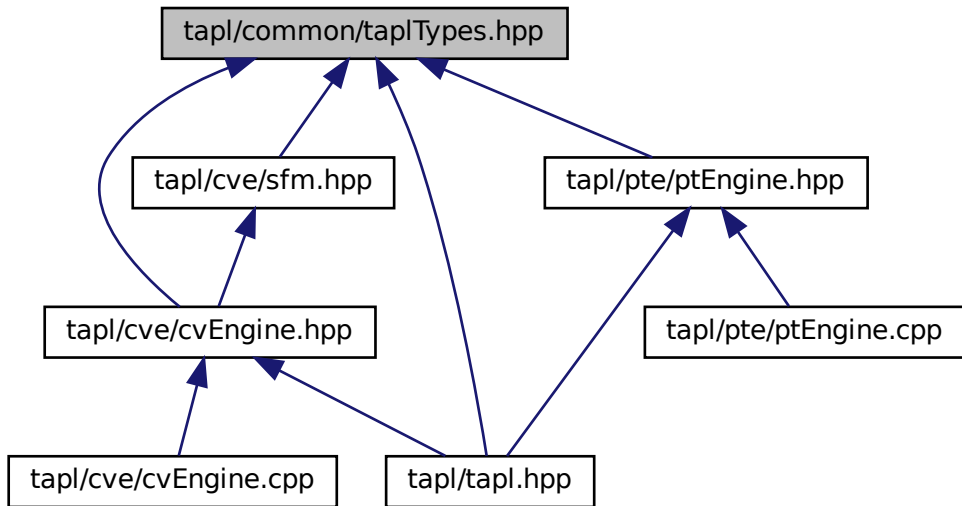 tapl/common/taplTypes.hpp
tapl/cve/sfm.hpp
tapl/pte/ptEngine.hpp
tapl/cve/cvEngine.hpp
tapl/pte/ptEngine.cpp
tapl/cve/cvEngine.cpp
tapl/tapl.hpp